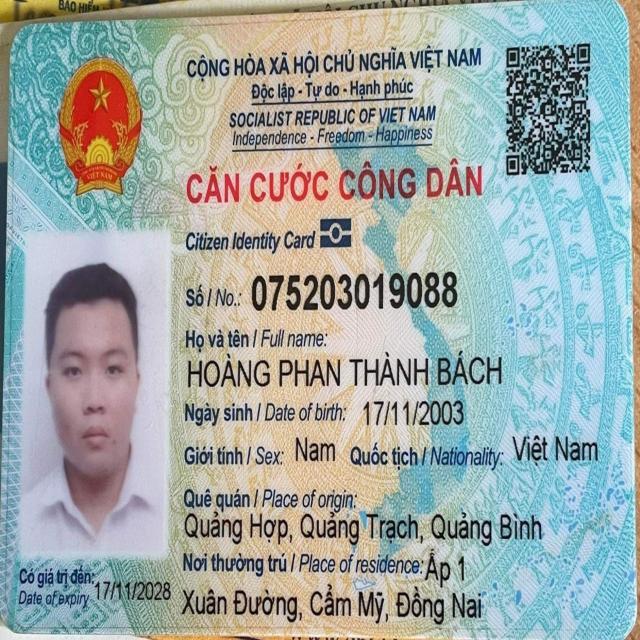 BẢO HIỂM
CỘNG HÒA XÃ HỘI CHỦ NGHĨA VIỆT NAM
Độc lập - Tự do - Hạnh phúc
SOCIALIST REPUBLIC OF VIET NAM
Independence - Freedom - Happiness
CĂN CƯỚC CÔNG DÂN
Citizen Identity Card
Số / No.: 075203019088
Họ và tên / Full name:
HOÀNG PHAN THÀNH BÁCH
Ngày sinh / Date of birth: 17/11/2003
Giới tính / Sex: Nam Quốc tịch / Nationality: Việt Nam
Quê quán / Place of origin:
Quảng Hợp, Quảng Trạch, Quảng Bình
Nơi thường trú / Place of residence: Ấp 1
Xuân Đường, Cẩm Mỹ, Đồng Nai
Có giá trị đến: 17/11/2028
Date of expiry